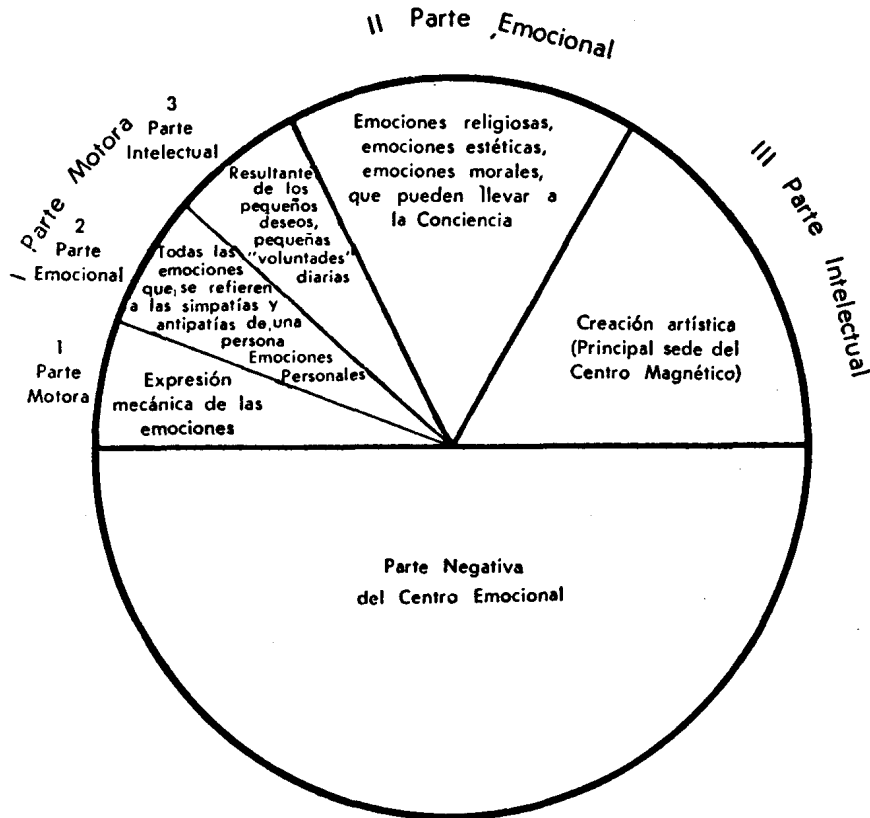 II Parte Emocional
I Parte Motora
III Parte Intelectual
3
Parte
Intelectual
2
Parte
Emocional
1
Parte
Motora
Emociones religiosas,
emociones estéticas,
emociones morales,
que pueden llevar a
la Conciencia
Resultante
de los
pequeños
deseos,
pequeñas
"voluntades"
diarias
Todas las
emociones
que se refieren
a las simpatías y
antipatías de una
persona
Emociones
Personales
Expresión
mecánica de las
emociones
Creación artística
(Principal sede del
Centro Magnético)
Parte Negativa
del Centro Emocional